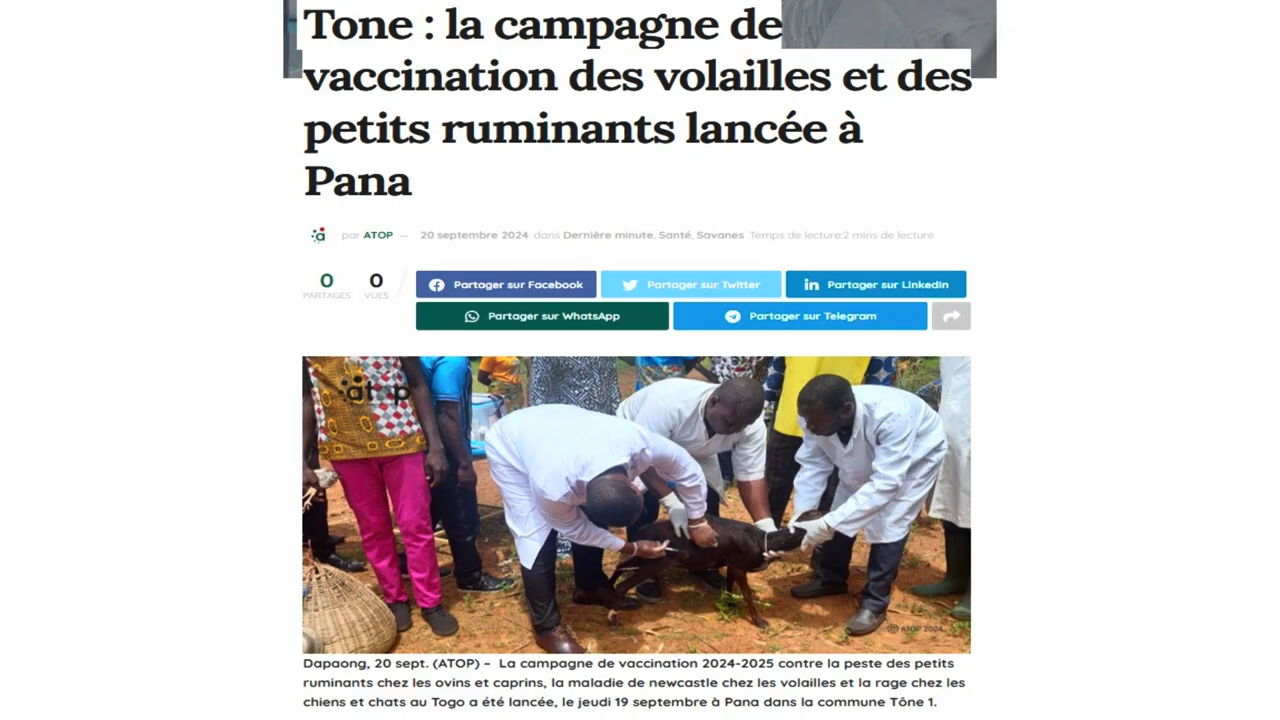 Tone : la campagne de
vaccination des volailles et des
petits ruminants lancée à
Pana
par ATOP — 20 septembre 2024 dans Dernière minute, Santé, Savanes Temps de lecture:2 mins de lecture
0
PARTAGES
0
VUES
Partager sur Facebook
Partager sur Twitter
Partager sur LinkedIn
Partager sur WhatsApp
Partager sur Telegram
atop
© ATOP 2024
Dapaong, 20 sept. (ATOP) – La campagne de vaccination 2024-2025 contre la peste des petits
ruminants chez les ovins et caprins, la maladie de newcastle chez les volailles et la rage chez les
chiens et chats au Togo a été lancée, le jeudi 19 septembre à Pana dans la commune Tône 1.